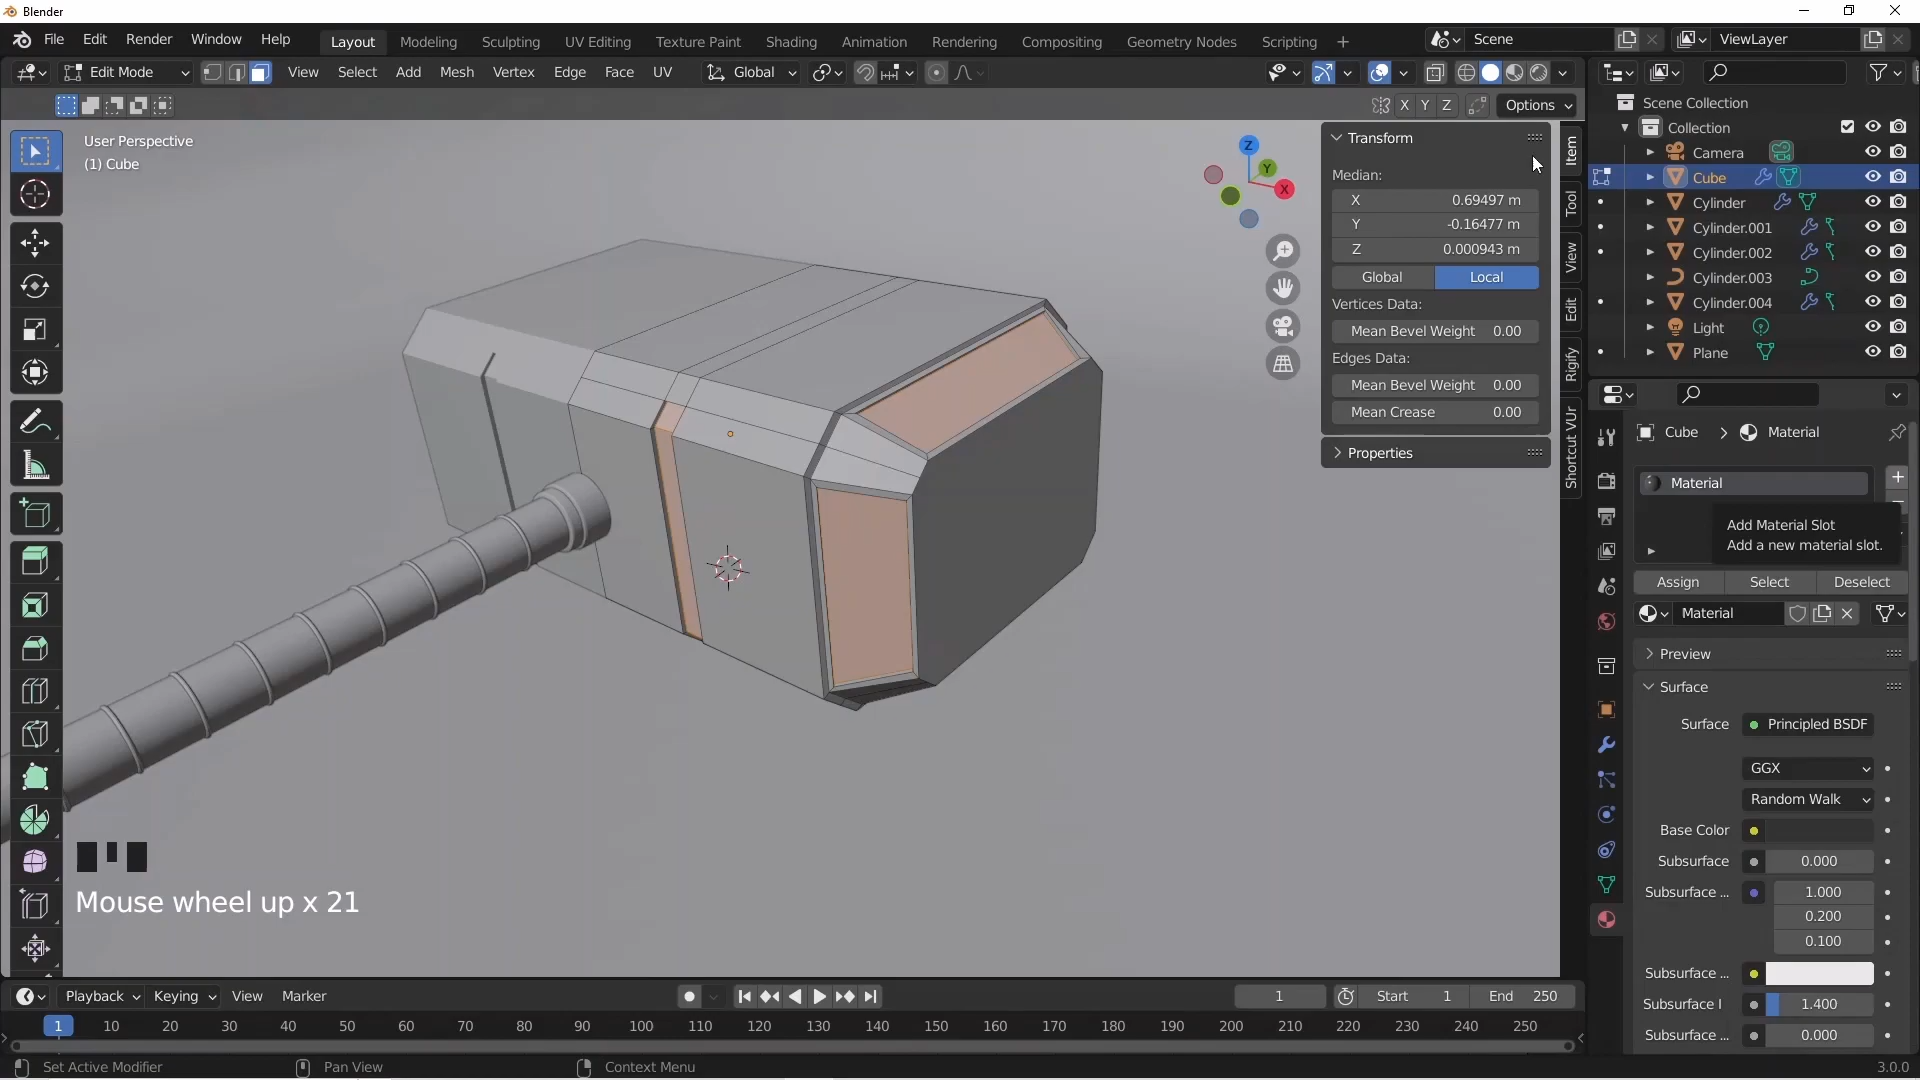 Blender
File Edit Render Window Help Layout Modeling Sculpting UV Editing Texture Paint Shading Animation Rendering Compositing Geometry Nodes Scripting + Scene ViewLayer
Edit Mode View Select Add Mesh Vertex Edge Face UV Global
X Y Z Options
User Perspective
(1) Cube
Z
Y
X
Transform
Median:
X 0.69497 m
Y -0.16477 m
Z 0.000943 m
Global Local
Vertices Data:
Mean Bevel Weight 0.00
Edges Data:
Mean Bevel Weight 0.00
Mean Crease 0.00
Properties
Item
Tool
View
Edit
Rigify
Shortcut VUr
Scene Collection
Collection
Camera
Cube
Cylinder
Cylinder.001
Cylinder.002
Cylinder.003
Cylinder.004
Light
Plane
Cube > Material
Material
Add Material Slot
Add a new material slot.
Assign Select Deselect
Material
Preview
Surface
Surface Principled BSDF
GGX
Random Walk
Base Color
Subsurface 0.000
Subsurface ... 1.000
0.200
0.100
Subsurface ...
Subsurface I 1.400
Subsurface ... 0.000
Mouse wheel up x 21
Playback Keying View Marker 1 Start 1 End 250
1 10 20 30 40 50 60 70 80 90 100 110 120 130 140 150 160 170 180 190 200 210 220 230 240 250
Set Active Modifier Pan View Context Menu 3.0.0